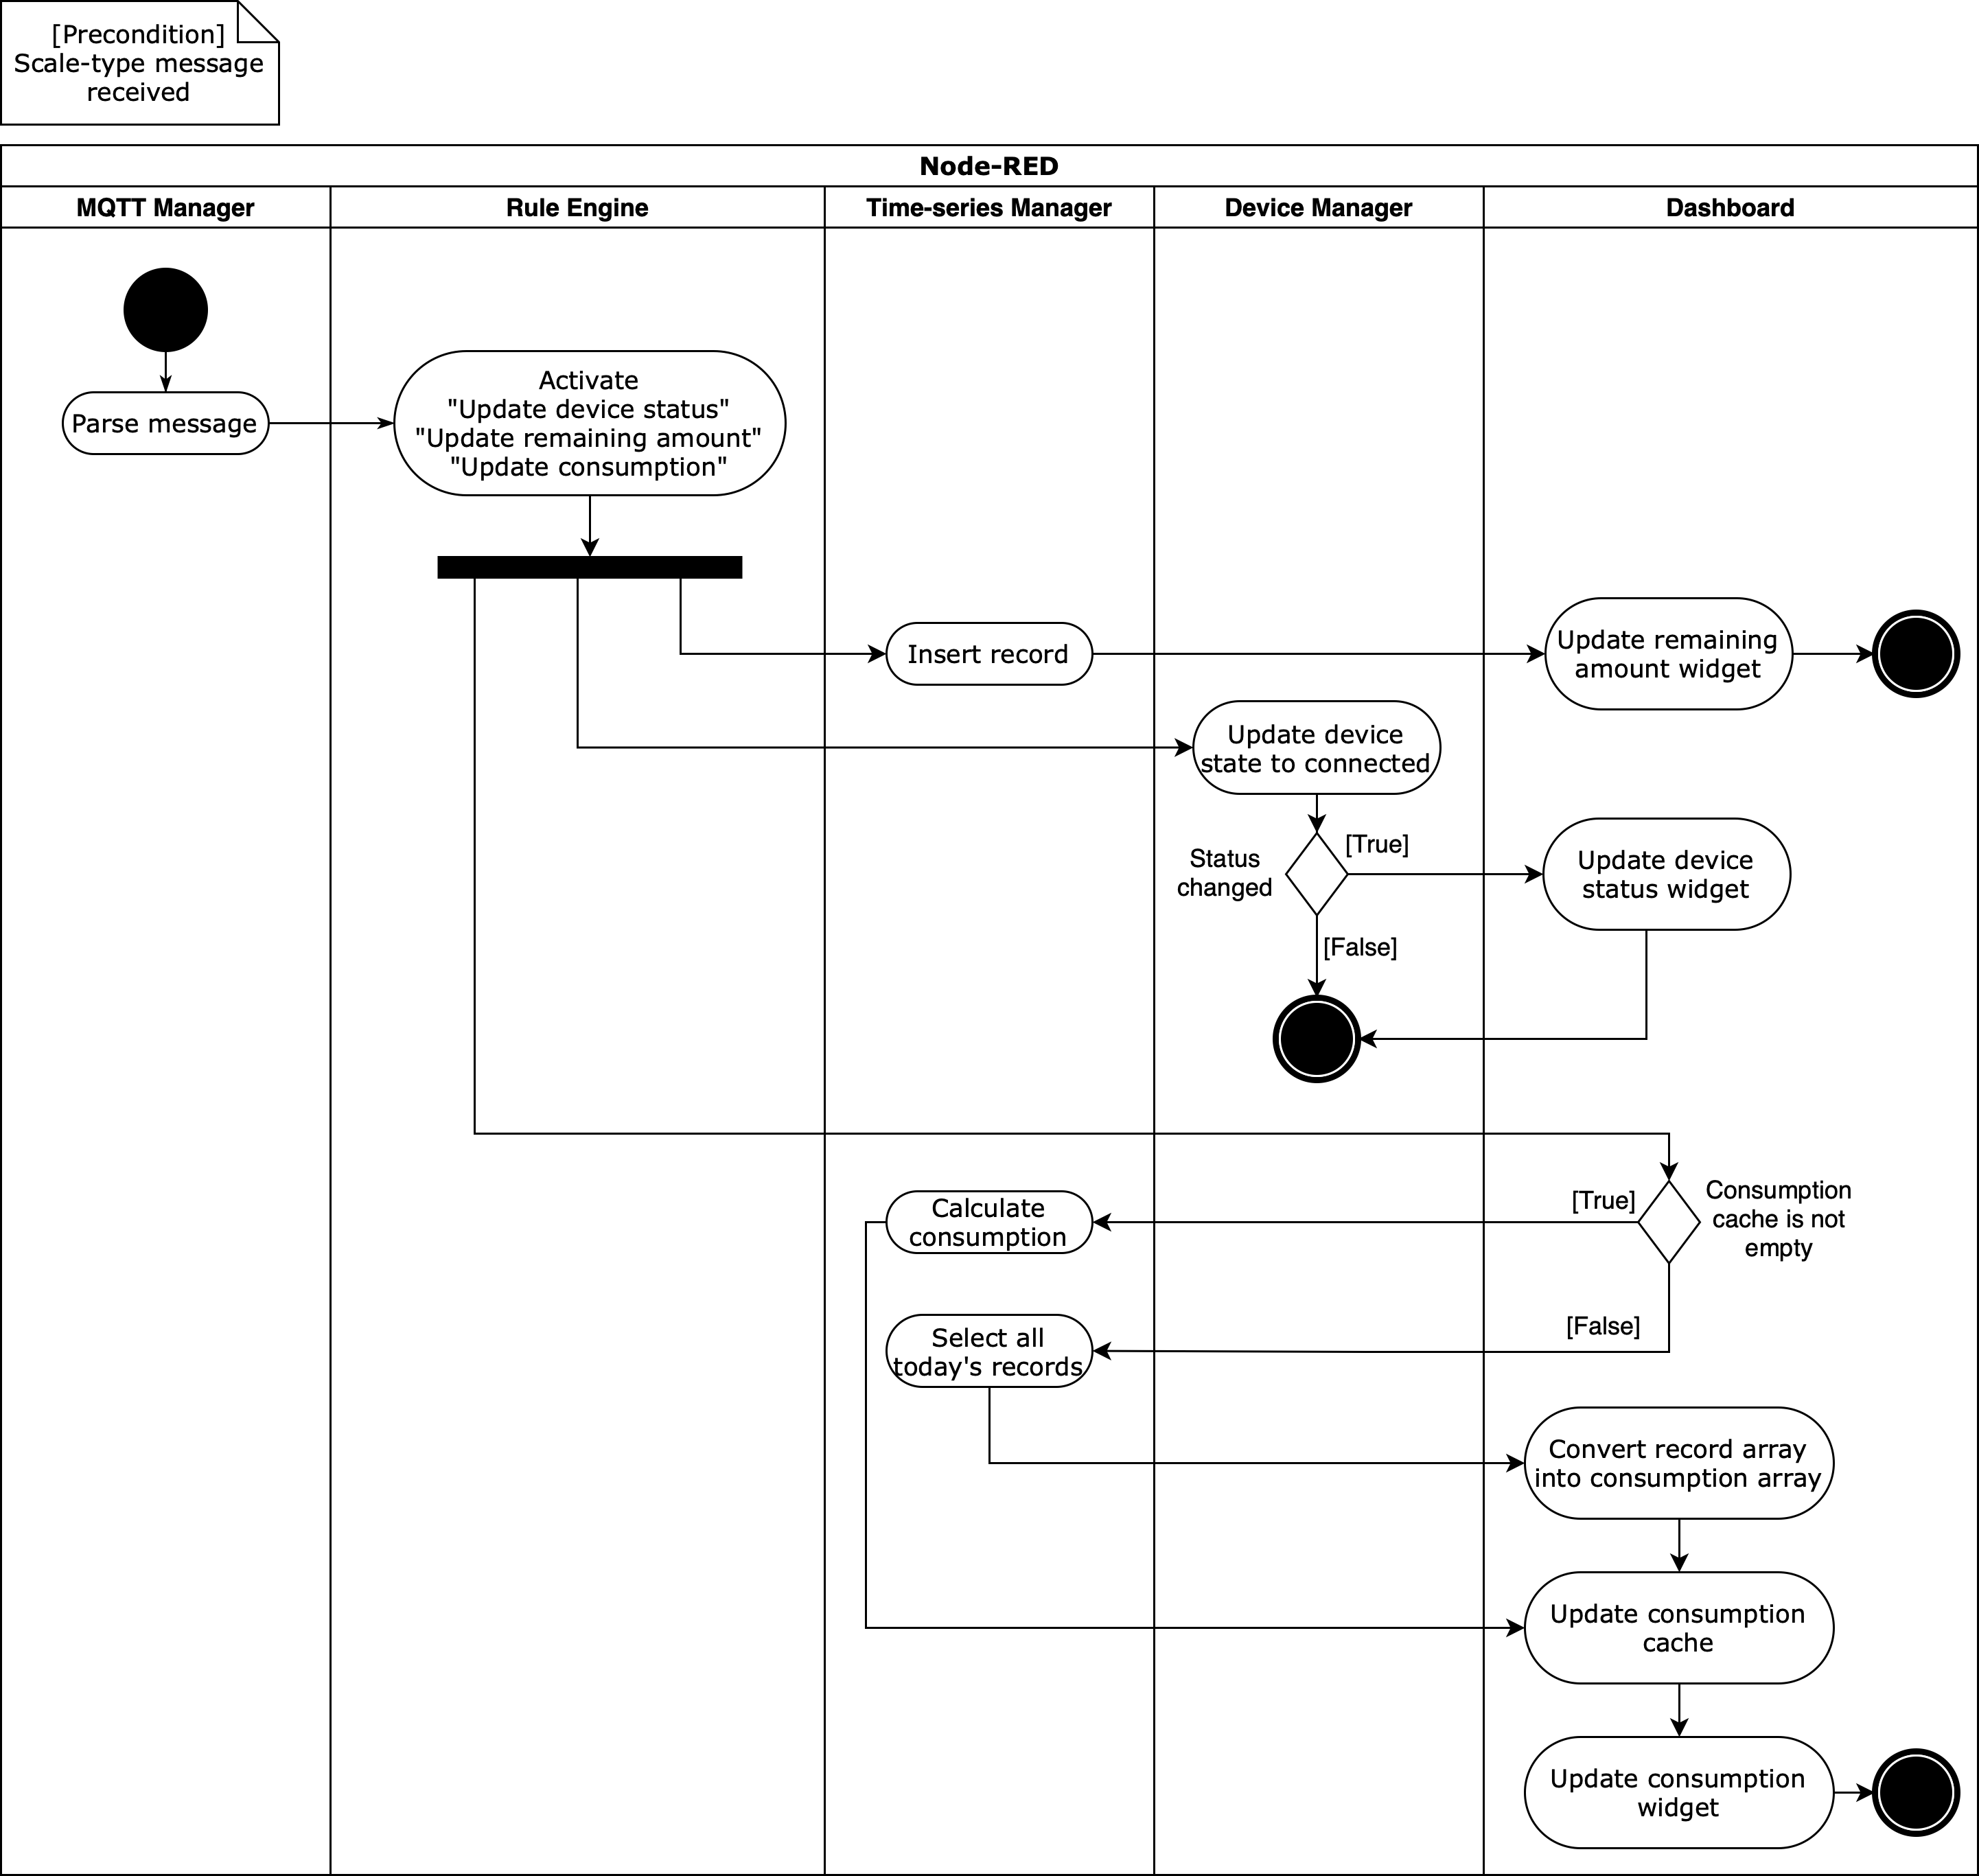 [Precondition]
Scale-type message
received
Node-RED
MQTT Manager
Rule Engine
Time-series Manager
Device Manager
Dashboard
Parse message
Activate
"Update device status"
"Update remaining amount"
"Update consumption"
Insert record
Update remaining
amount widget
Update device
state to connected
Status
changed
[True]
[False]
Update device
status widget
Consumption
cache is not
empty
[True]
[False]
Calculate
consumption
Select all
today's records
Convert record array
into consumption array
Update consumption
cache
Update consumption
widget